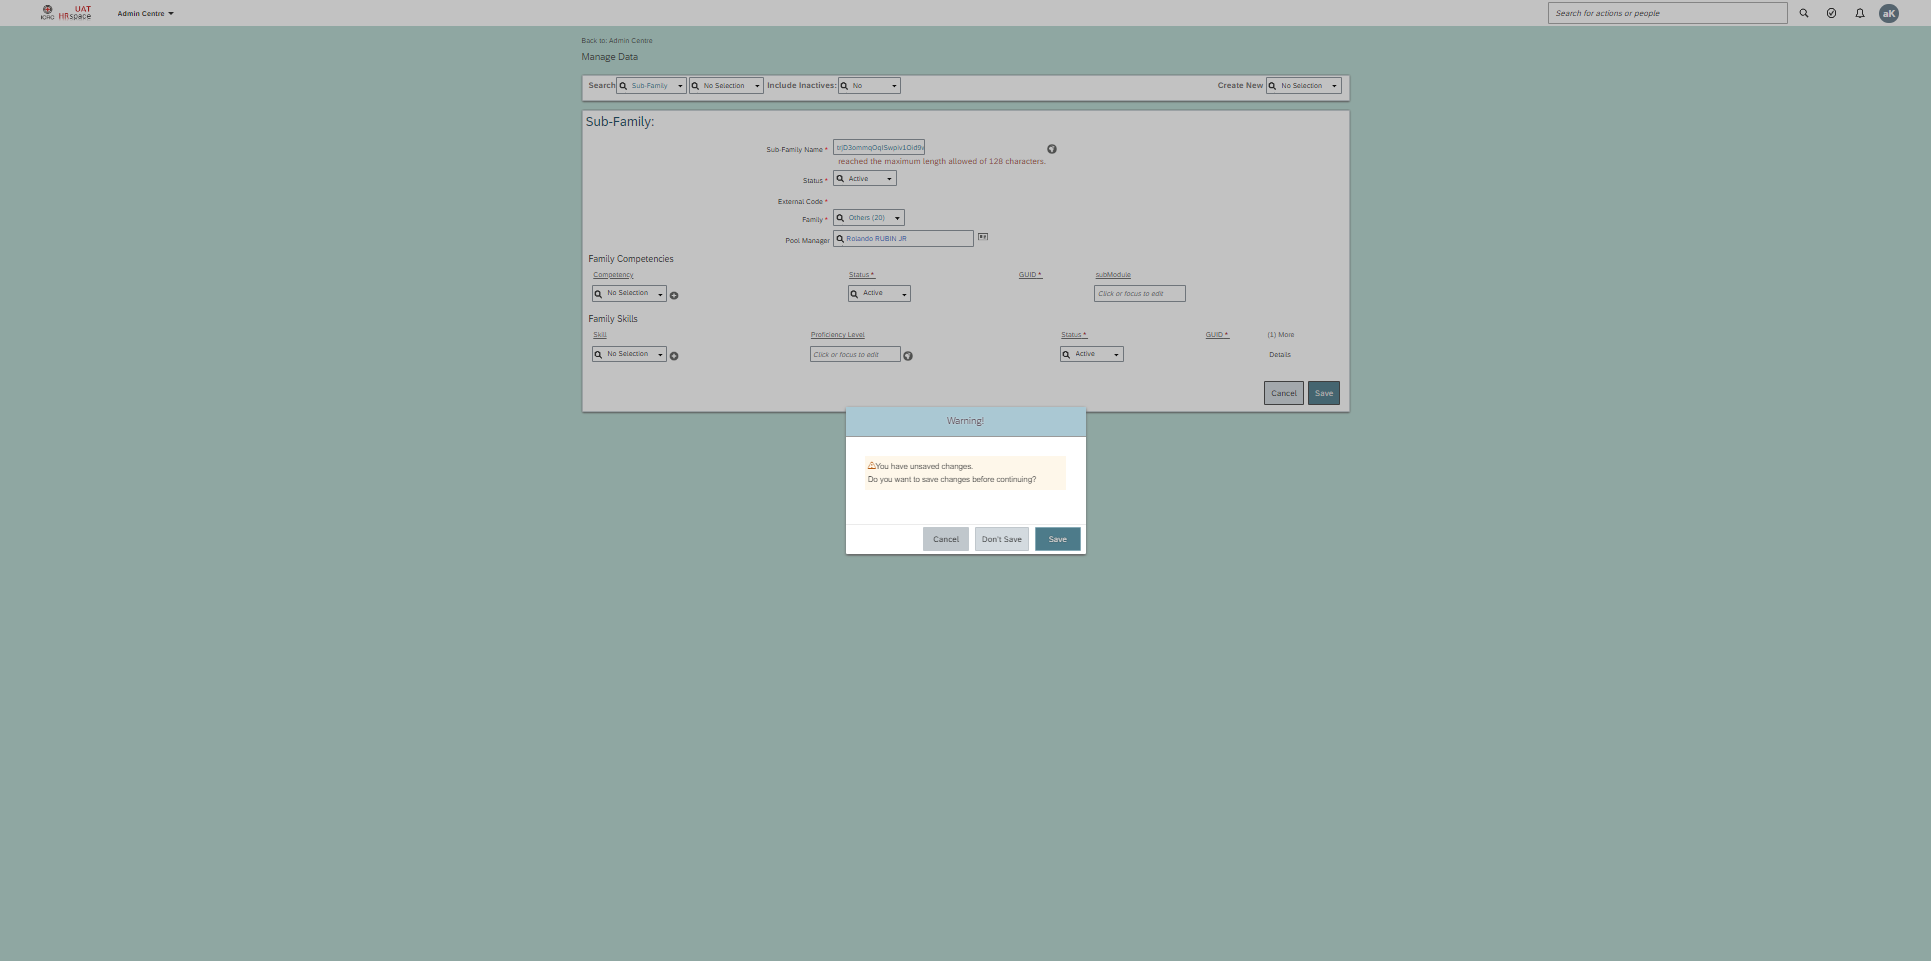 UAT
ICRC HRspace
Admin Centre
Search for actions or people
aK
Back to: Admin Centre
Manage Data
Search Sub-Family No Selection Include Inactives: No Create New No Selection
Sub-Family:
Sub-Family Name *
reached the maximum length allowed of 128 characters.
Status * Active
External Code *
Family * Others (20)
Pool Manager Rolando RUBIN JR
Family Competencies
Competency Status * GUID * subModule
No Selection Active Click or focus to edit
Family Skills
Skill Proficiency Level Status * GUID * (1) More
No Selection Click or focus to edit Active Details
Cancel Save
Warning!
You have unsaved changes.
Do you want to save changes before continuing?
Cancel Don't Save Save